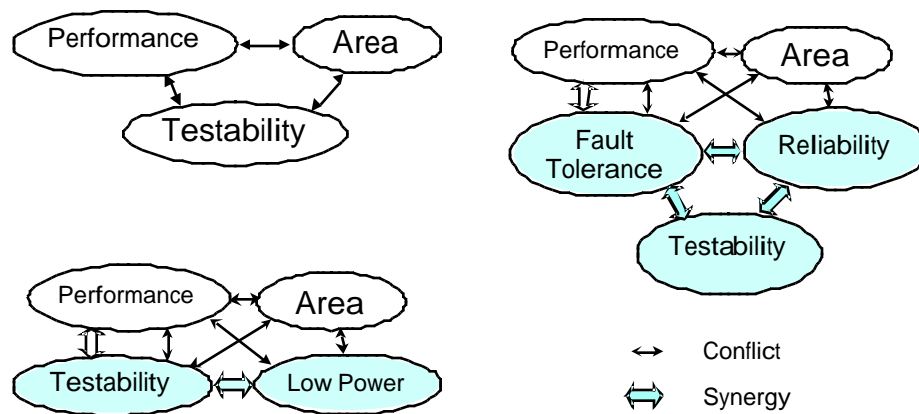 Performance
Area
Testability
Performance
Area
Fault
Tolerance
Reliability
Testability
Performance
Area
Testability
Low Power
Conflict
Synergy